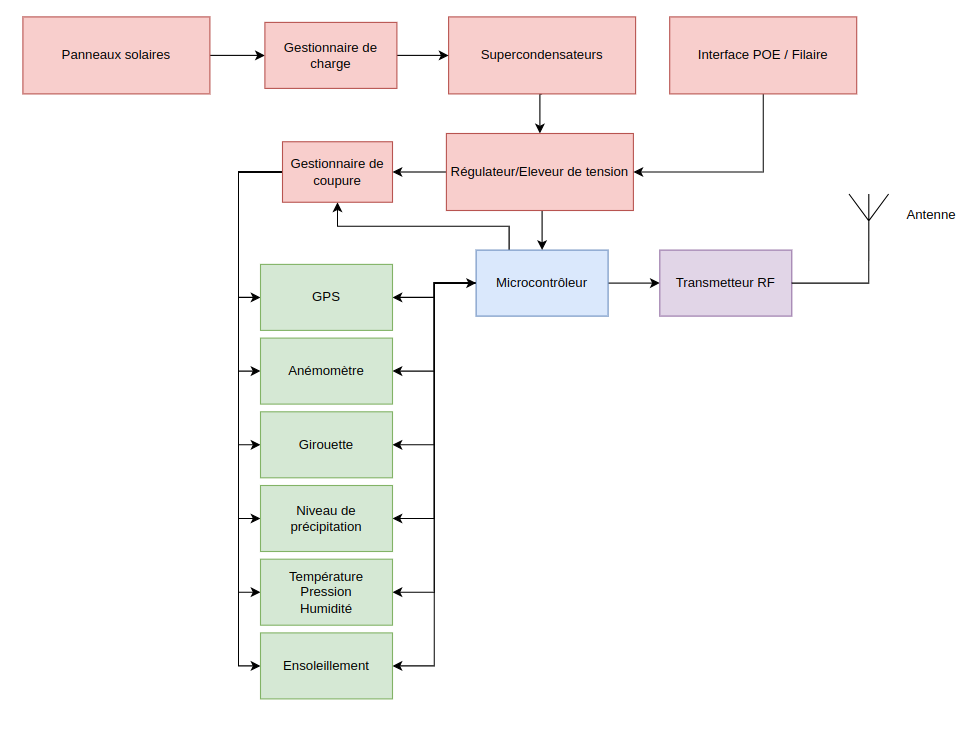 Panneaux solaires
Gestionnaire de
charge
Supercondensateurs
Interface POE / Filaire
Gestionnaire de
coupure
Régulateur/Eleveur de tension
Antenne
Microcontrôleur
Transmetteur RF
GPS
Anémomètre
Girouette
Niveau de
précipitation
Température
Pression
Humidité
Ensoleillement